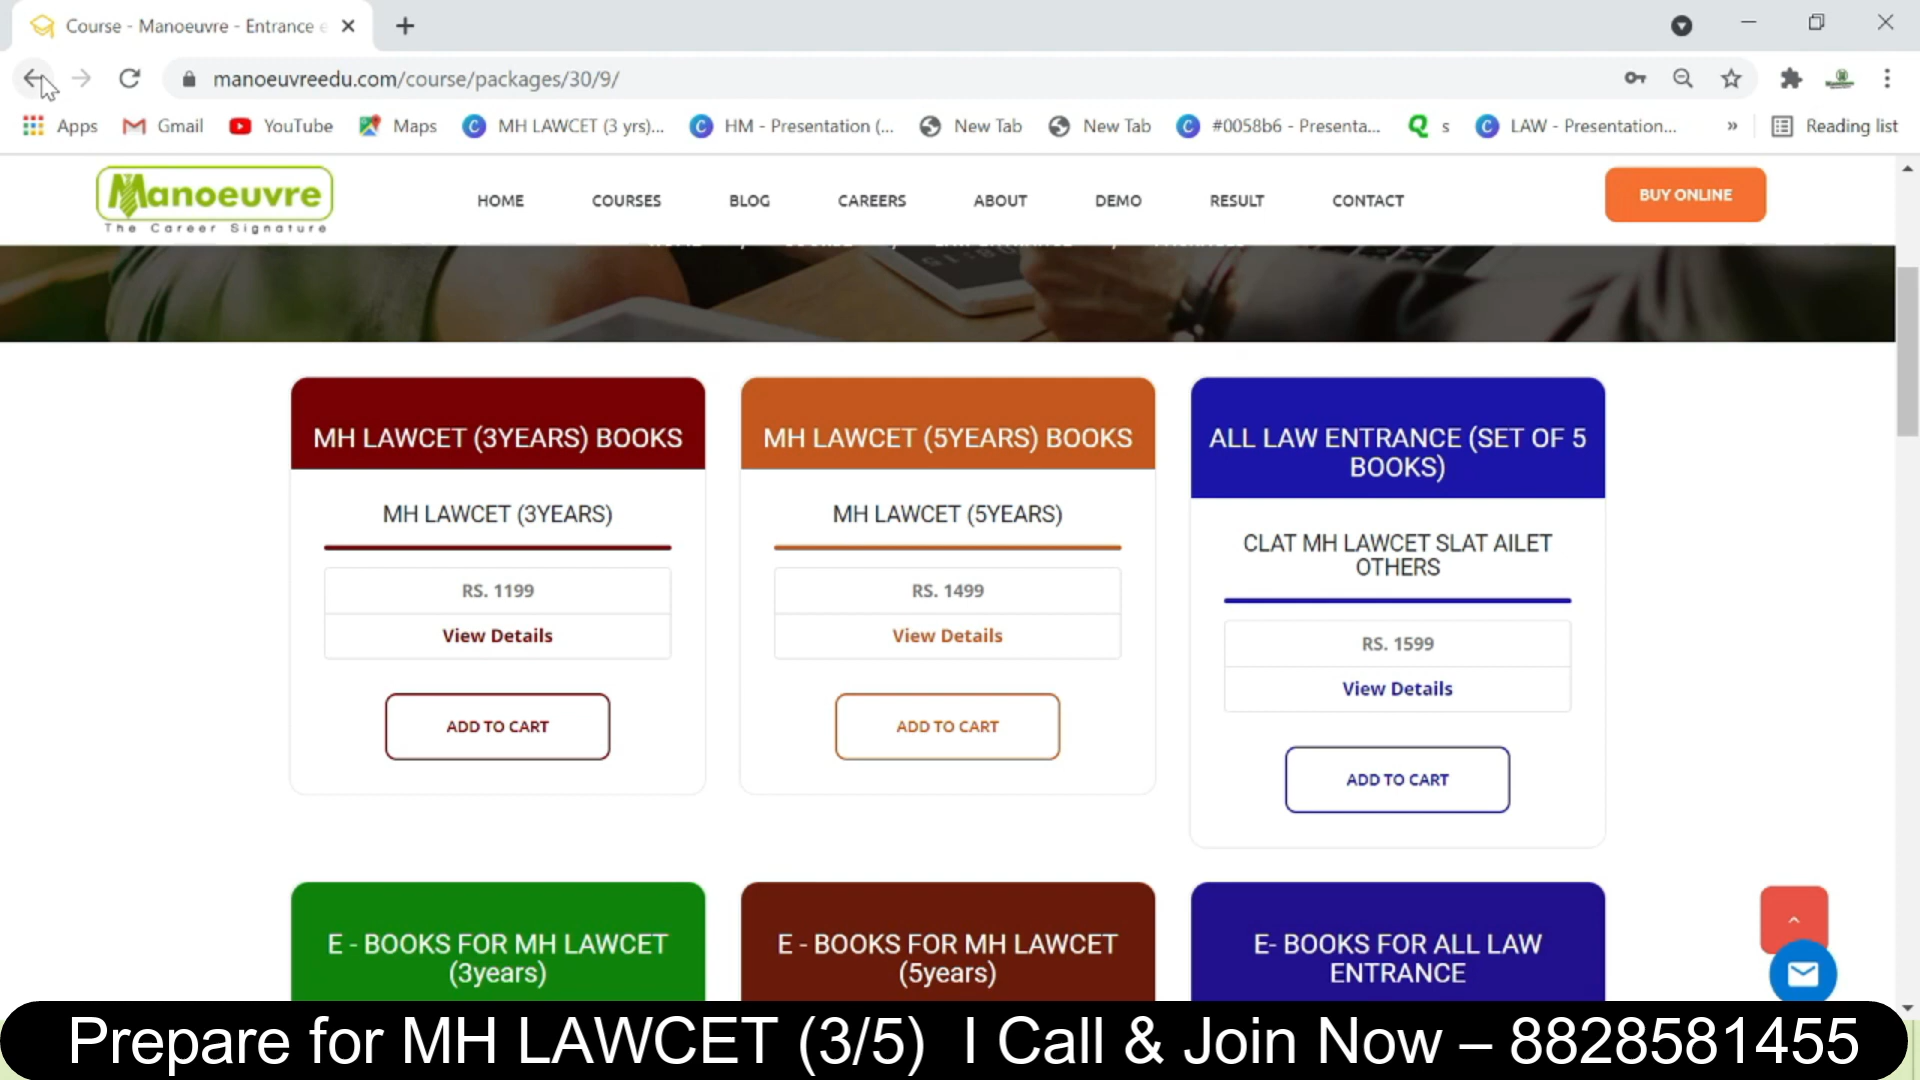 Course - Manoeuvre - Entrance e
manoeuvreedu.com/course/packages/30/9/
Apps Gmail YouTube Maps MH LAWCET (3 yrs)... HM - Presentation (... New Tab New Tab #0058b6 - Presenta... s LAW - Presentation... » Reading list
Manoeuvre
The Career Signature
HOME COURSES BLOG CAREERS ABOUT DEMO RESULT CONTACT
BUY ONLINE
MH LAWCET (3YEARS) BOOKS
MH LAWCET (3YEARS)
RS. 1199
View Details
ADD TO CART
MH LAWCET (5YEARS) BOOKS
MH LAWCET (5YEARS)
RS. 1499
View Details
ADD TO CART
ALL LAW ENTRANCE (SET OF 5
BOOKS)
CLAT MH LAWCET SLAT AILET
OTHERS
RS. 1599
View Details
ADD TO CART
E - BOOKS FOR MH LAWCET
(3years)
E - BOOKS FOR MH LAWCET
(5years)
E- BOOKS FOR ALL LAW
ENTRANCE
Prepare for MH LAWCET (3/5) I Call & Join Now – 8828581455